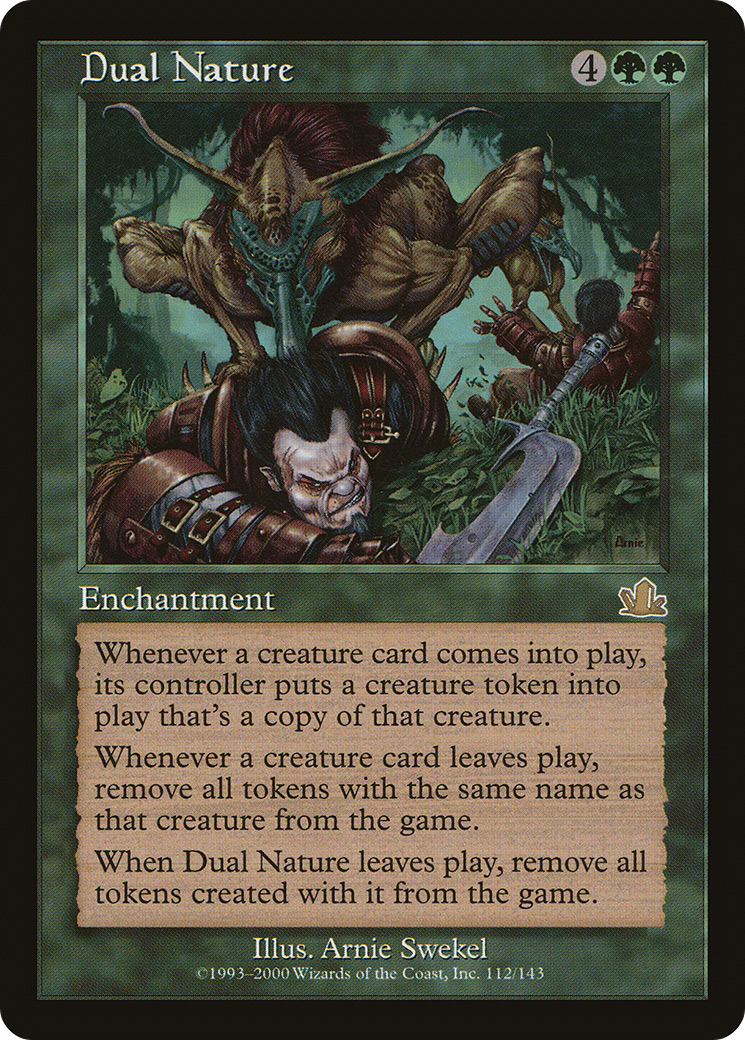 Dual Nature 4
Arnie
Enchantment
Whenever a creature card comes into play,
its controller puts a creature token into
play that's a copy of that creature.
Whenever a creature card leaves play,
remove all tokens with the same name as
that creature from the game.
When Dual Nature leaves play, remove all
tokens created with it from the game.
Illus. Arnie Swekel
©1993–2000 Wizards of the Coast, Inc. 112/143